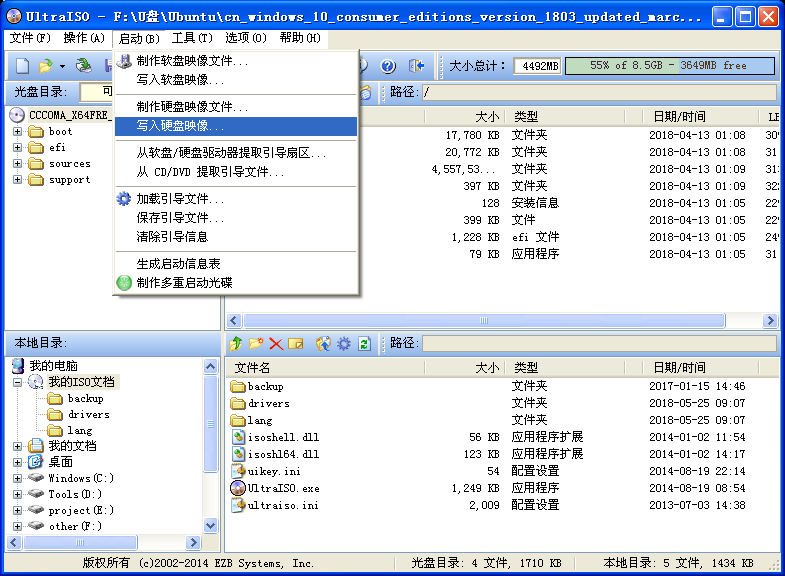 UltraISO - F:\U盘\Ubuntu\cn_windows_10_consumer_editions_version_1803_updated_marc...
文件(F) 操作(A) 启动(B) 工具(T) 选项(O) 帮助(H)
大小总计: 4492MB 55% of 8.5GB - 3649MB free
光盘目录: 可 路径: /
制作软盘映像文件...
写入软盘映像...
制作硬盘映像文件...
写入硬盘映像...
从软盘/硬盘驱动器提取引导扇区...
从 CD/DVD 提取引导文件...
加载引导文件...
保存引导文件...
清除引导信息
生成启动信息表
制作多重启动光碟
CCCOMA_X64FRE_
boot
efi
sources
support
大小 类型 日期/时间 LB
17,780 KB 文件夹 2018-04-13 01:08 30
20,772 KB 文件夹 2018-04-13 01:08 31
4,557,53... 文件夹 2018-04-13 01:08 31
397 KB 文件夹 2018-04-13 01:09 32
128 安装信息 2018-04-13 01:05 22
399 KB 文件 2018-04-13 01:05 22
1,228 KB efi 文件 2018-04-13 01:05 24
79 KB 应用程序 2018-04-13 01:05 31
本地目录: 路径:
我的电脑
我的ISO文档
backup
drivers
lang
我的文档
桌面
Windows(C:)
Tools(D:)
project(E:)
other(F:)
文件名 大小 类型 日期/时间
backup 文件夹 2017-01-15 14:46
drivers 文件夹 2018-05-25 09:07
lang 文件夹 2018-05-25 09:07
isoshell.dll 56 KB 应用程序扩展 2014-01-02 11:54
isoshl64.dll 123 KB 应用程序扩展 2014-01-02 14:17
uikey.ini 54 配置设置 2014-08-19 22:14
UltraISO.exe 1,249 KB 应用程序 2014-08-19 08:54
ultraiso.ini 2,009 配置设置 2013-07-03 14:38
版权所有 (c)2002-2014 EZB Systems, Inc. 光盘目录: 4 文件, 1710 KB 本地目录: 5 文件, 1434 KB